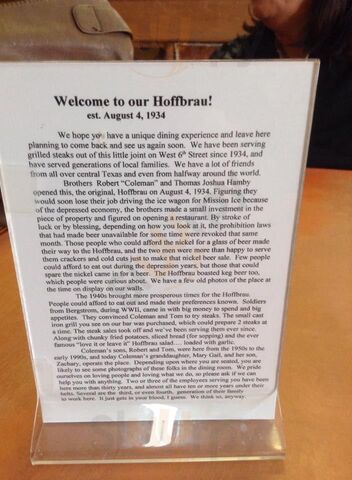 Welcome to our Hoffbrau!
est. August 4, 1934
We hope you have a unique dining experience and leave here
planning to come back and see us again soon. We have been serving
grilled steaks out of this little joint on West 6th Street since 1934, and
have served generations of local families. We have a lot of friends
from all over central Texas and even from halfway around the world.
Brothers Robert "Coleman" and Thomas Joshua Hamby
opened this, the original, Hoffbrau on August 4, 1934. Figuring they
would soon lose their job driving the ice wagon for Mission Ice because
of the depressed economy, the brothers made a small investment in the
piece of property and figured on opening a restaurant. By stroke of
luck or by blessing, depending on how you look at it, the prohibition laws
that had made beer unavailable for some time were revoked that same
month. Those people who could afford the nickel for a glass of beer made
their way to the Hoffbrau, and the two men were more than happy to serve
them crackers and cold cuts just to make that nickel beer sale. Few people
could afford to eat out during the depression years, but those that could
spare the nickel came in for a beer. The Hoffbrau boasted keg beer too,
which people were curious about. We have a few old photos of the place at
the time on display on our walls.
The 1940s brought more prosperous times for the Hoffbrau.
People could afford to eat out and made their preferences known. Soldiers
from Bergstrom, during WWII, came in with big money to spend and big
appetites. They convinced Coleman and Tom to try steaks. The small cast
iron grill you see on our bar was purchased, which could prepare 2 steaks at
a time. The steaks soon took off and we've been serving them ever since.
Along with chunky fried potatoes, sliced bread (for sopping) and the ever
famous "love it or leave it" Hoffbrau salad.... loaded with garlic.
Coleman's sons, Robert and Tom, were here from the 1950s to the
early 1990s, and today Coleman's granddaughter, Mary Gail, and her son,
Zachary, operate the place. Depending upon where you are seated, you are
likely to see some photographs of these folks in the dining room. We pride
ourselves on loving people and loving what we do, so please ask if we can
help you with anything. Two or three of the employees serving you have been
here more than thirty years, and almost all have ten or more years under their
belts. Several are the third, or even fourth, generation of their family
to work here. It just gets in your blood, I guess. We think so, anyway.